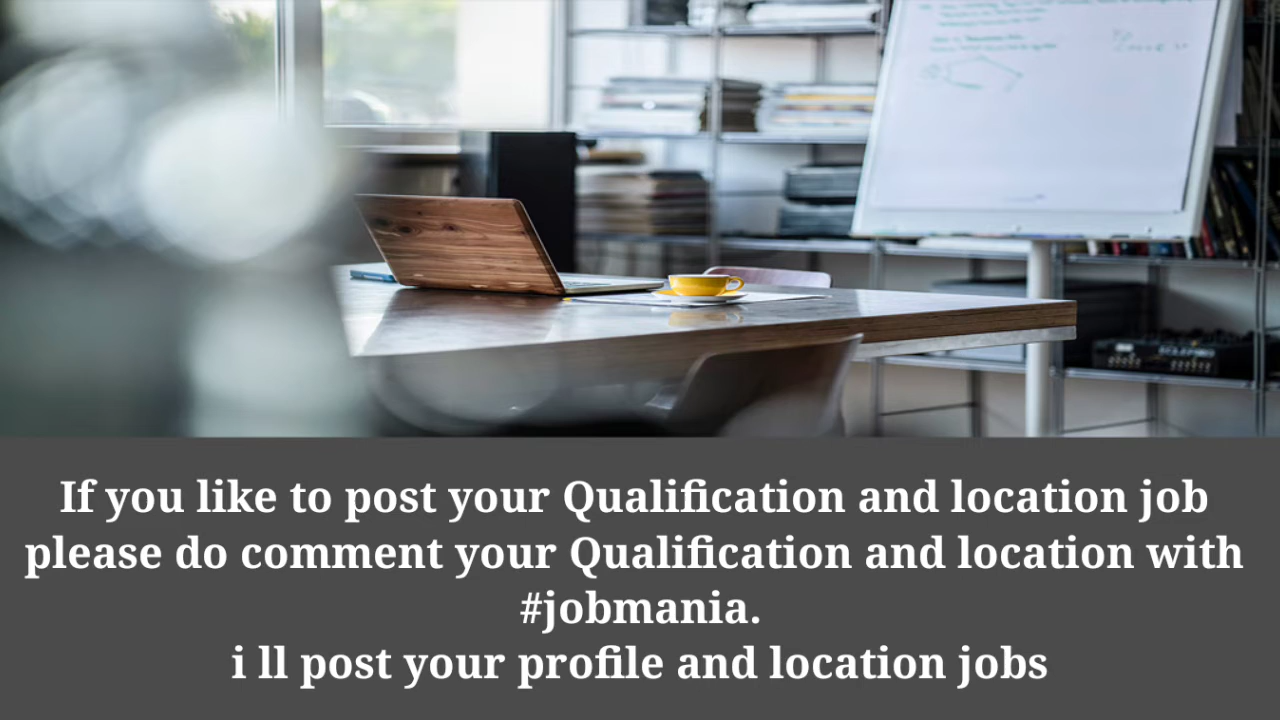 If you like to post your Qualification and location job
please do comment your Qualification and location with
#jobmania.
i ll post your profile and location jobs